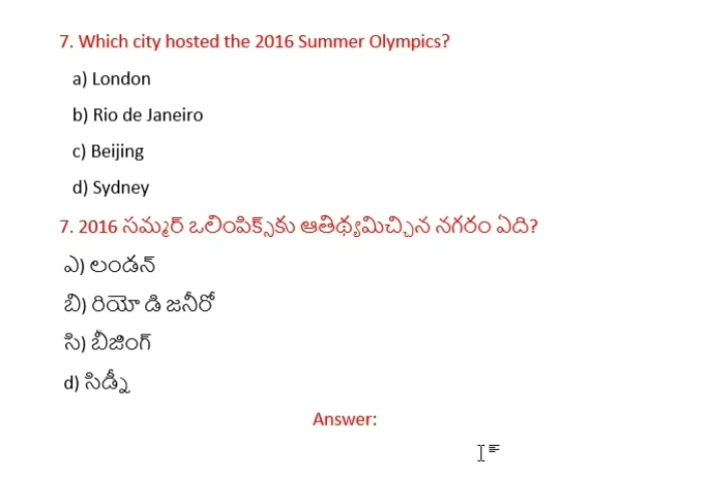 7. Which city hosted the 2016 Summer Olympics?
a) London
b) Rio de Janeiro
c) Beijing
d) Sydney
7. 2016 సమ్మర్ ఒలింపిక్స్‌కు ఆతిథ్యమిచ్చిన నగరం ఏది?
ఎ) లండన్
బి) రియో డి జనీరో
సి) బీజింగ్
d) సిడ్నీ
Answer: